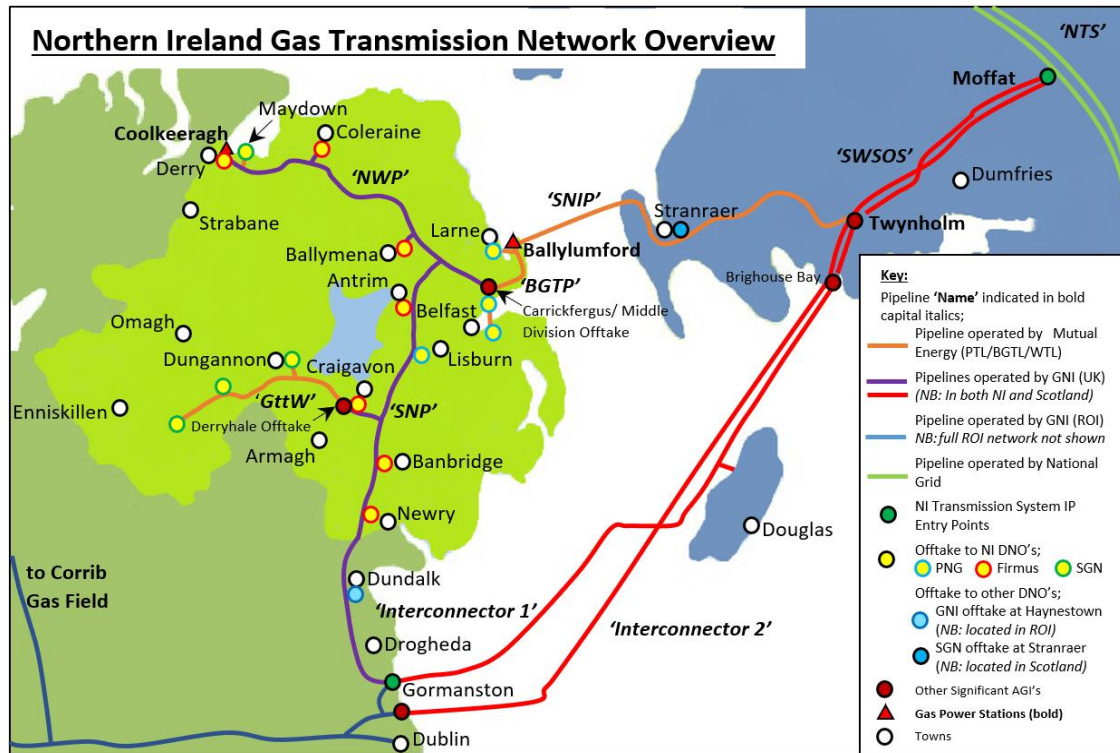 Northern Ireland Gas Transmission Network Overview
'NTS'
Moffat
Maydown
Coolkeeragh
Coleraine
Derry
'NWP'
'SWSOS'
Dumfries
'SNIP'
Strabane
Stranraer
Larne
Twynholm
Ballymena
Ballylumford
Antrim
'BGTP'
Brighouse Bay
Belfast
Carrickfergus/ Middle
Division Offtake
Omagh
Lisburn
Dungannon
Craigavon
Enniskillen
'GttW'
'SNP'
Derryhale Offtake
Armagh
Banbridge
Newry
Douglas
to Corrib
Gas Field
Dundalk
'Interconnector 1'
'Interconnector 2'
Drogheda
Gormanston
Dublin
Key:
Pipeline 'Name' indicated in bold
capital italics;
Pipeline operated by Mutual
Energy (PTL/BGTL/WTL)
Pipelines operated by GNI (UK)
(NB: In both NI and Scotland)
Pipeline operated by GNI (ROI)
NB: full ROI network not shown
Pipeline operated by National
Grid
NI Transmission System IP
Entry Points
Offtake to NI DNO's;
PNG Firmus SGN
Offtake to other DNO's;
GNI offtake at Haynestown
(NB: located in ROI)
SGN offtake at Stranraer
(NB: located in Scotland)
Other Significant AGI's
Gas Power Stations (bold)
Towns